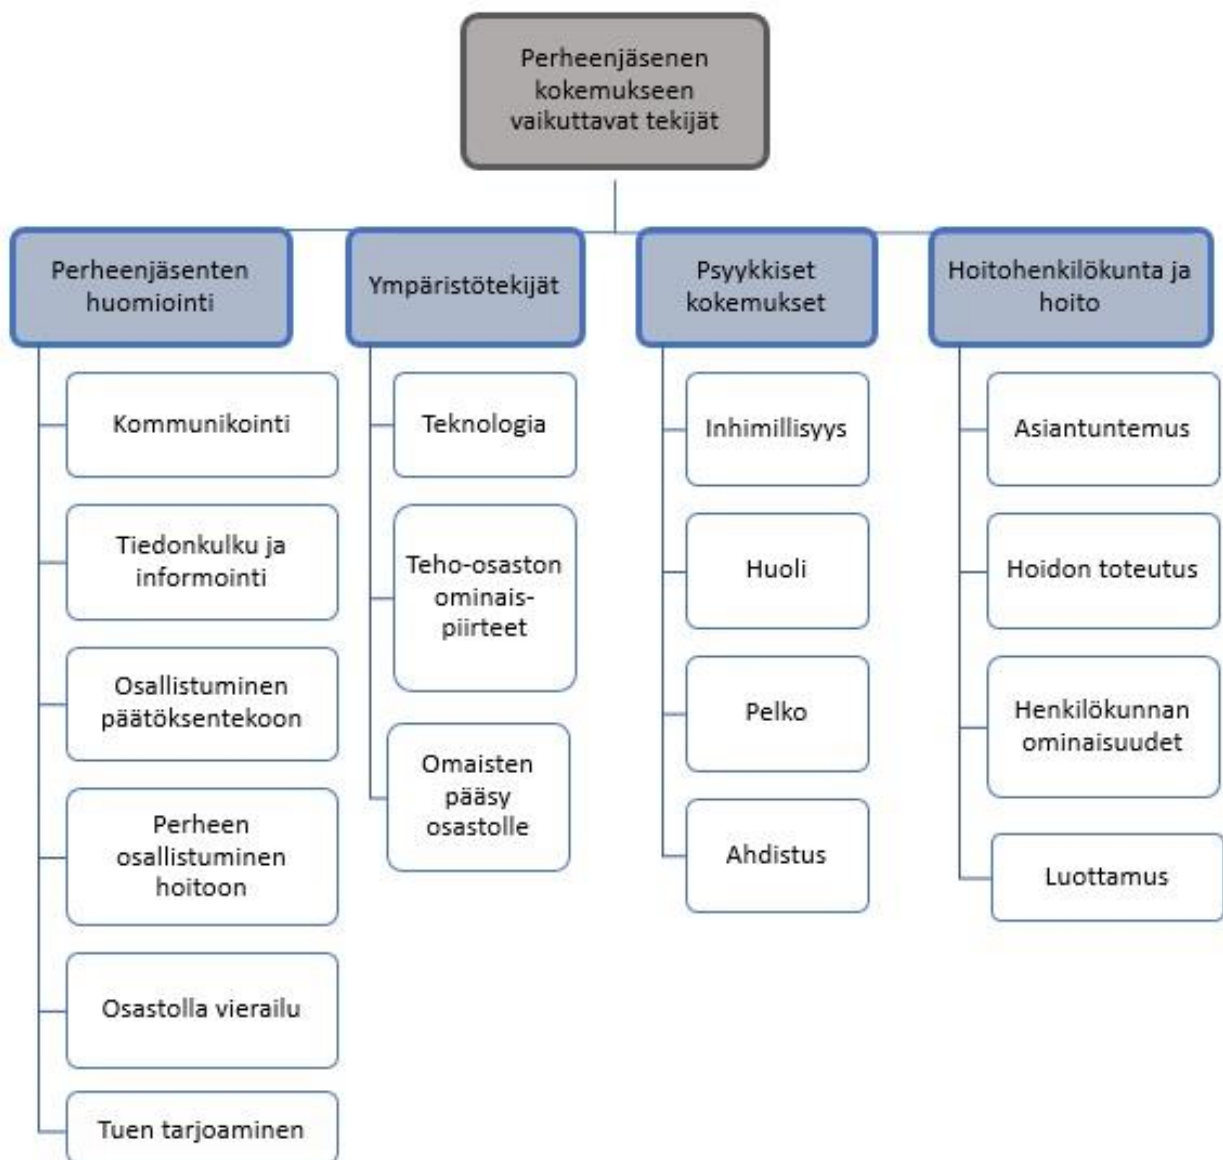 Perheenjäsenen
kokemukseen
vaikuttavat tekijät
Perheenjäsenten
huomiointi
Kommunikointi
Tiedonkulku ja
informointi
Osallistuminen
päätöksentekoon
Perheen
osallistuminen
hoitoon
Osastolla vierailu
Tuen tarjoaminen
Ympäristötekijät
Teknologia
Teho-osaston
ominais-
piirteet
Omaisten
pääsy
osastolle
Psyykkiset
kokemukset
Inhimillisyys
Huoli
Pelko
Ahdistus
Hoitohenkilökunta ja
hoito
Asiantuntemus
Hoidon toteutus
Henkilökunnan
ominaisuudet
Luottamus